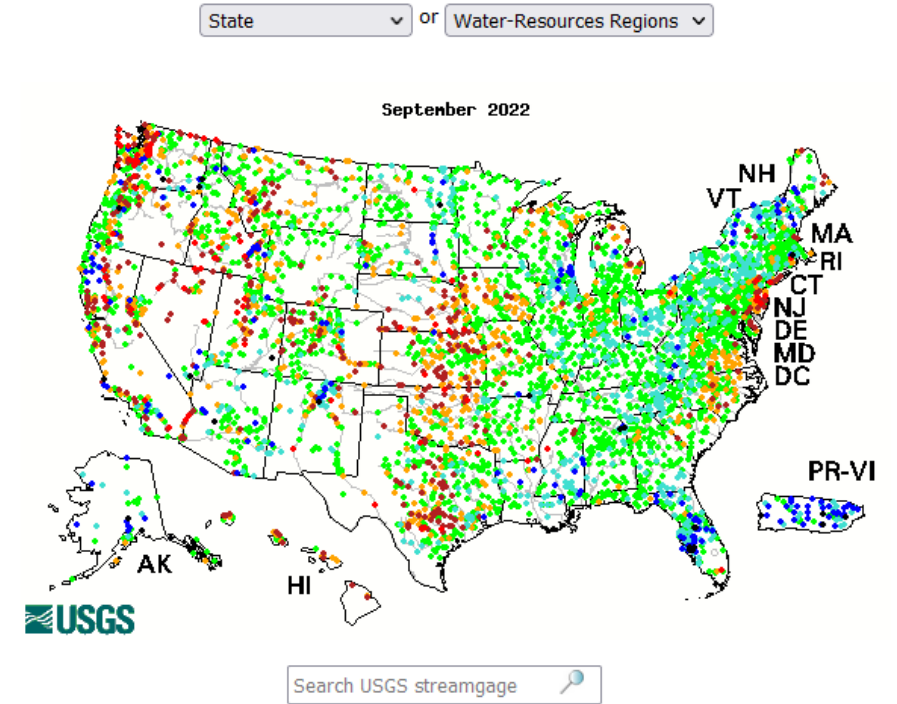 State or Water-Resources Regions
September 2022
NH
VT
MA
RI
CT
NJ
DE
MD
DC
PR-VI
AK
HI
USGS
Search USGS streamgage